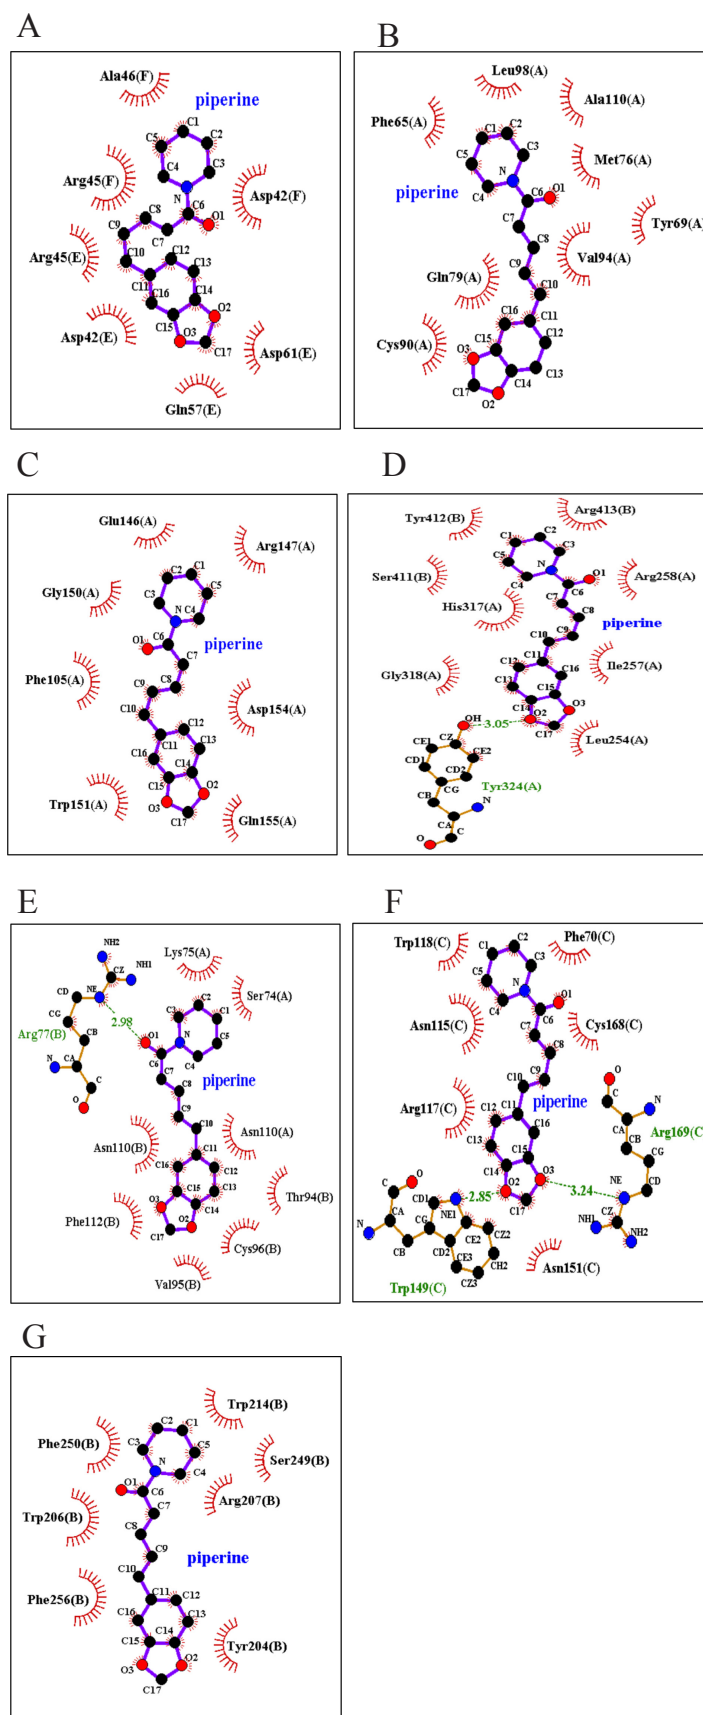 A
Ala46(F)
piperine
C1
C5
C2
C4
C3
Arg45(F)
N
Asp42(F)
C8
C6
C9
O1
C7
Arg45(E)
C12
C10
C13
C11
C14
C16
O2
Asp42(E)
C15
O3
C17
Asp61(E)
Gln57(E)
B
Leu98(A)
Ala110(A)
Phe65(A)
C1
C2
C3
Met76(A)
C5
N
piperine
C4
C6
O1
C7
Tyr69(A)
C8
Val94(A)
C9
Gln79(A)
C10
C16
C11
Cys90(A)
C15
C12
O3
C14
C13
C17
O2
C
Glu146(A)
Arg147(A)
C2
C1
C5
Gly150(A)
C3
N
C4
O1
C6
piperine
C7
Phe105(A)
C9
C8
Asp154(A)
C10
C12
C11
C13
C16
C14
C15
O2
Trp151(A)
O3
C17
Gln155(A)
D
Arg413(B)
Tyr412(B)
C2
C1
C3
C5
N
Ser411(B)
C4
O1
Arg258(A)
C6
His317(A)
C7
C8
piperine
C10
C9
C11
Ile257(A)
C12
C16
Gly318(A)
C13
C15
C14
O3
O2
OH
3.05
C17
CZ
Leu254(A)
CE1
CE2
CD1
CD2
Tyr324(A)
CG
CB
N
CA
C
O
E
NH2
Lys75(A)
CZ
NH1
C2
Ser74(A)
CD
NE
C3
C1
CG
2.98
O1
N
C5
Arg77(B)
CB
C6
C4
N
CA
C7
piperine
C
C8
O
C9
C10
Asn110(B)
Asn110(A)
C11
C16
C12
C15
C13
Thr94(B)
O3
C14
Phe112(B)
O2
C17
Cys96(B)
Val95(B)
F
Trp118(C)
Phe70(C)
C2
C1
C3
C5
N
C4
O1
C6
Asn115(C)
Cys168(C)
C7
C8
O
C10
C9
C
N
piperine
C11
Arg117(C)
C12
CA
Arg169(C
C16
CB
C13
C15
CG
C14
O3
O
O2
NE
CD
C
CD1
2.85
3.24
C17
NE1
CZ
CA
CG
NH1
N
CE2
CZ2
NH2
CB
CD2
CE3
CH2
Asn151(C)
CZ3
Trp149(C)
G
Trp214(B)
C2
C1
Phe250(B)
C3
C5
Ser249(B)
N
C4
O1
C6
Arg207(B)
C7
Trp206(B)
C8
C9
piperine
C10
C11
C12
Phe256(B)
C16
C13
C15
C14
Tyr204(B)
O3
O2
C17